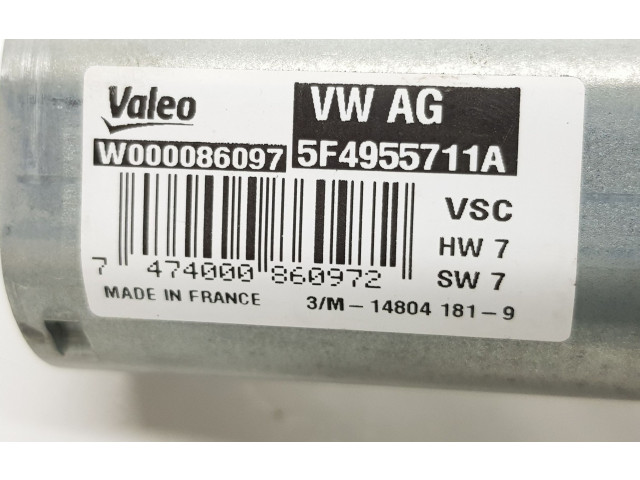 Valeo VW AG
W000086097 5F4955711A
VSC
HW 7
7 474000 860972 SW 7
MADE IN FRANCE 3/M-14804 181-9